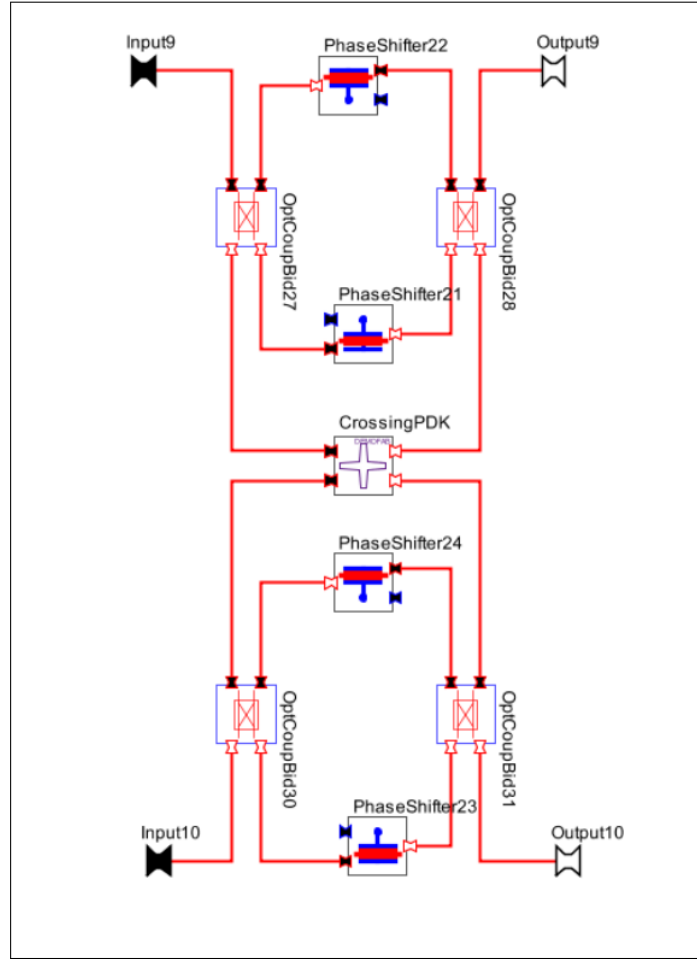 Input9
PhaseShifter22
Output9
OptCoupBid27
OptCoupBid28
PhaseShifter21
CrossingPDK
PhaseShifter24
OptCoupBid30
OptCoupBid31
PhaseShifter23
Input10
Output10